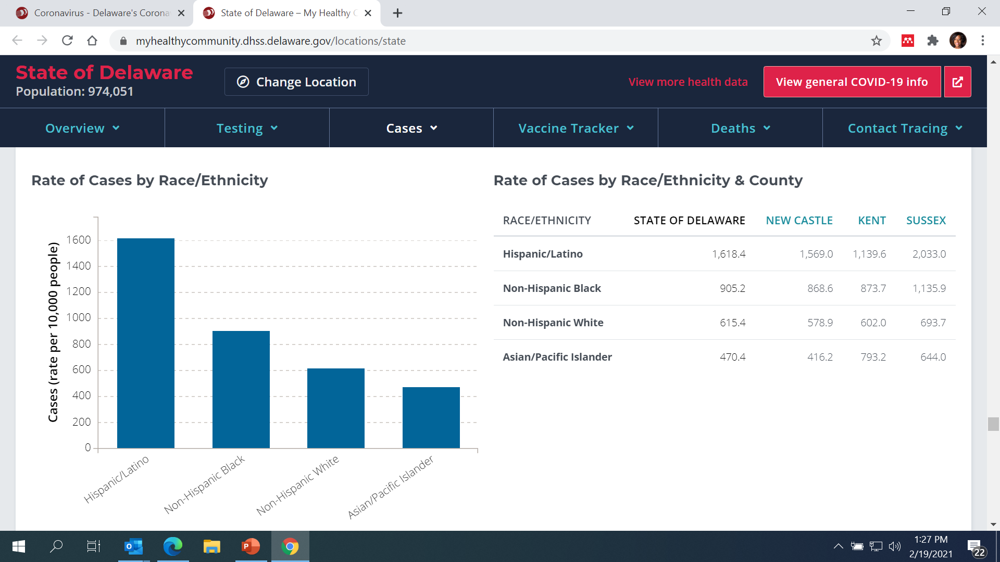 Coronavirus - Delaware's Corona
State of Delaware – My Healthy C
myhealthycommunity.dhss.delaware.gov/locations/state
State of Delaware
Population: 974,051
Change Location
View more health data
View general COVID-19 info
Overview
Testing
Cases
Vaccine Tracker
Deaths
Contact Tracing
Rate of Cases by Race/Ethnicity
Cases (rate per 10,000 people)
1600
1400
1200
1000
800
600
400
200
0
Hispanic/Latino
Non-Hispanic Black
Non-Hispanic White
Asian/Pacific Islander
Rate of Cases by Race/Ethnicity & County
RACE/ETHNICITY STATE OF DELAWARE NEW CASTLE KENT SUSSEX
Hispanic/Latino 1,618.4 1,569.0 1,139.6 2,033.0
Non-Hispanic Black 905.2 868.6 873.7 1,135.9
Non-Hispanic White 615.4 578.9 602.0 693.7
Asian/Pacific Islander 470.4 416.2 793.2 644.0
1:27 PM
2/19/2021
22